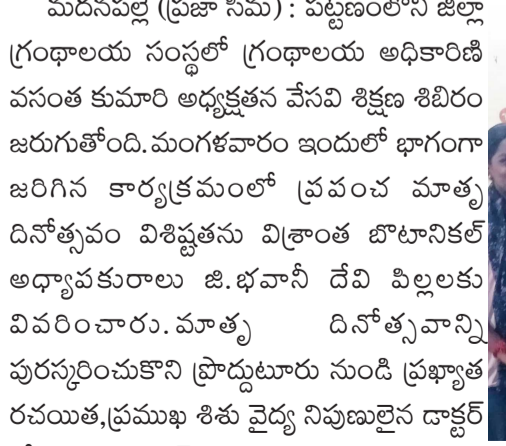 మదనపల్లె (ప్రజా సీమ) : పట్టణంలోని జిల్లా
గ్రంథాలయ సంస్థలో గ్రంథాలయ అధికారిణి
వసంత కుమారి అధ్యక్షతన వేసవి శిక్షణ శిబిరం
జరుగుతోంది.మంగళవారం ఇందులో భాగంగా
జరిగిన కార్యక్రమంలో ప్రపంచ మాతృ
దినోత్సవం విశిష్టతను విశ్రాంత బొటానికల్
అధ్యాపకురాలు జి.భవానీ దేవి పిల్లలకు
వివరించారు.మాతృ దినోత్సవాన్ని
పురస్కరించుకొని ప్రొద్దుటూరు నుండి ప్రఖ్యాత
రచయిత,ప్రముఖ శిశు వైద్య నిపుణులైన డాక్టర్